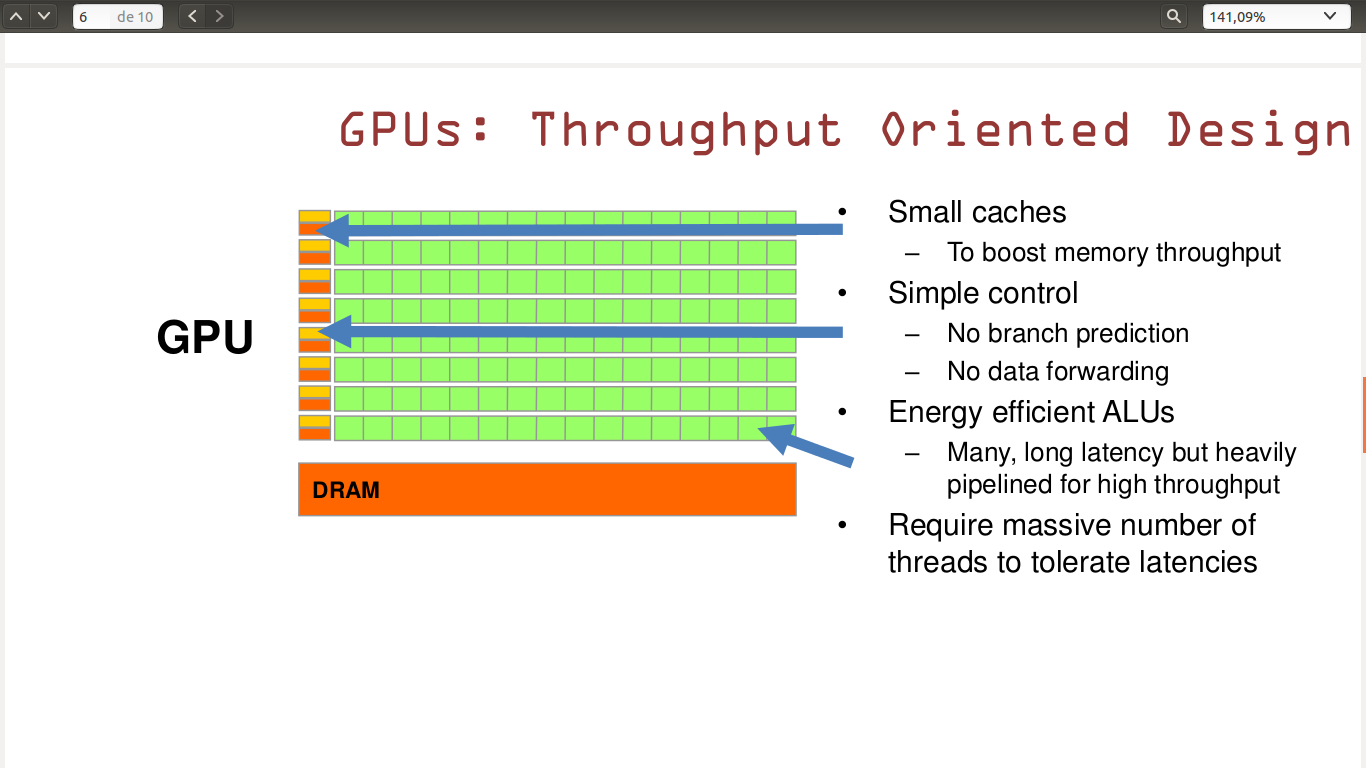 6 de 10
141,09%
GPUs: Throughput Oriented Design
GPU
DRAM
• Small caches
– To boost memory throughput
• Simple control
– No branch prediction
– No data forwarding
• Energy efficient ALUs
– Many, long latency but heavily
pipelined for high throughput
• Require massive number of
threads to tolerate latencies